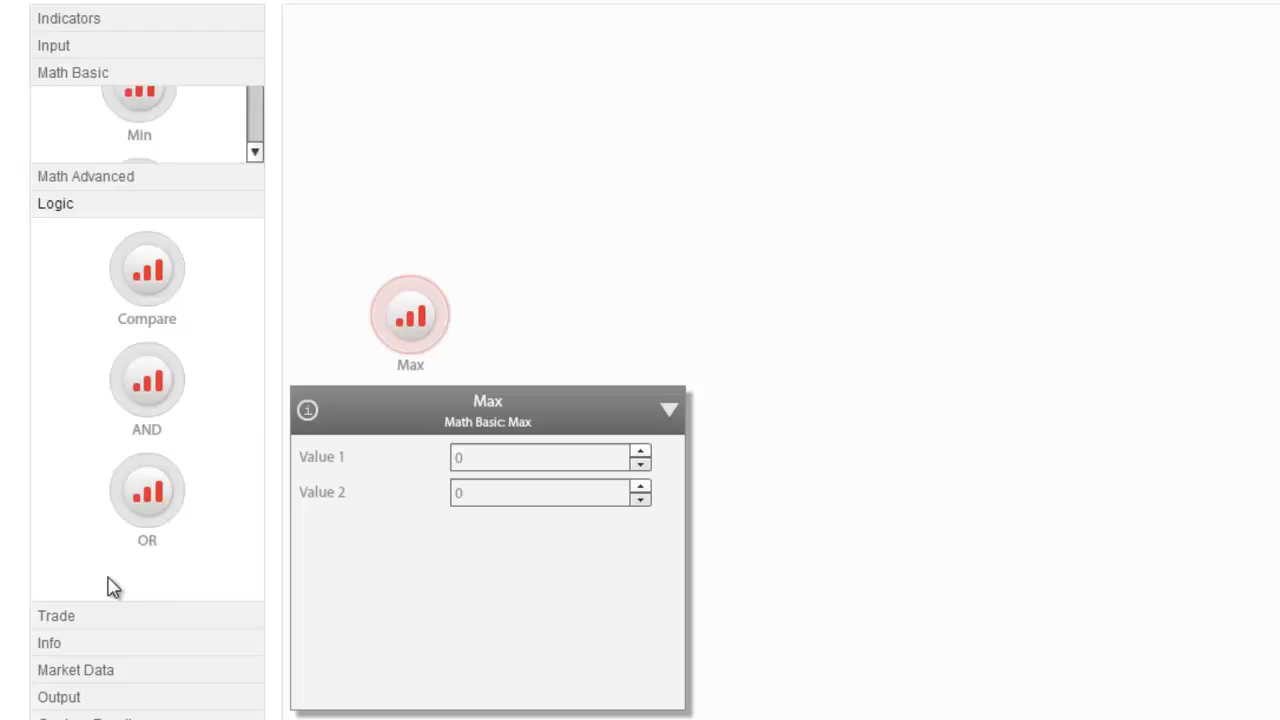 Indicators
Input
Math Basic
Min
Math Advanced
Logic
Compare
AND
OR
Trade
Info
Market Data
Output
Max
Max
Math Basic: Max
Value 1
0
Value 2
0